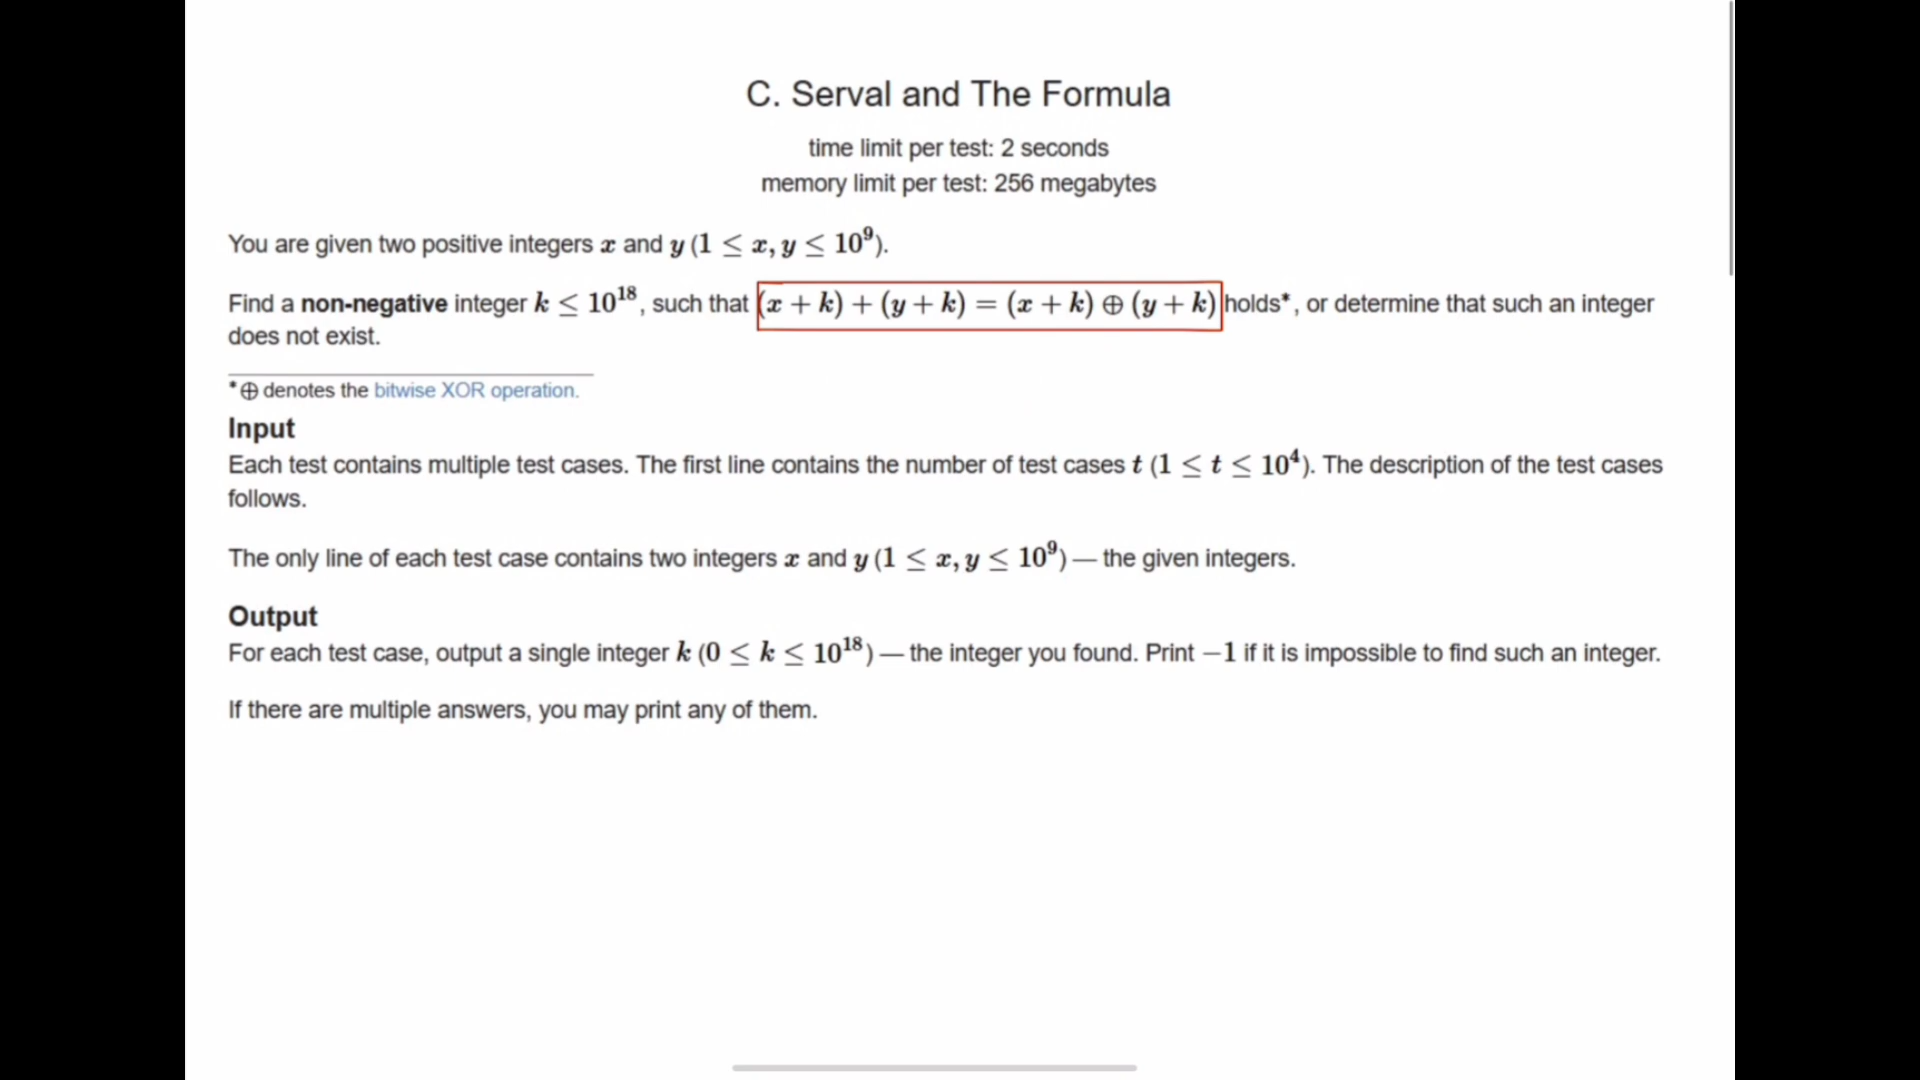 C. Serval and The Formula
time limit per test: 2 seconds
memory limit per test: 256 megabytes
You are given two positive integers x and y (1 ≤ x, y ≤ 10⁹).
Find a non-negative integer k ≤ 10¹⁸, such that (x + k) + (y + k) = (x + k) ⊕ (y + k) holds*, or determine that such an integer
does not exist.
*⊕ denotes the bitwise XOR operation.
Input
Each test contains multiple test cases. The first line contains the number of test cases t (1 ≤ t ≤ 10⁴). The description of the test cases
follows.
The only line of each test case contains two integers x and y (1 ≤ x, y ≤ 10⁹) — the given integers.
Output
For each test case, output a single integer k (0 ≤ k ≤ 10¹⁸) — the integer you found. Print −1 if it is impossible to find such an integer.
If there are multiple answers, you may print any of them.